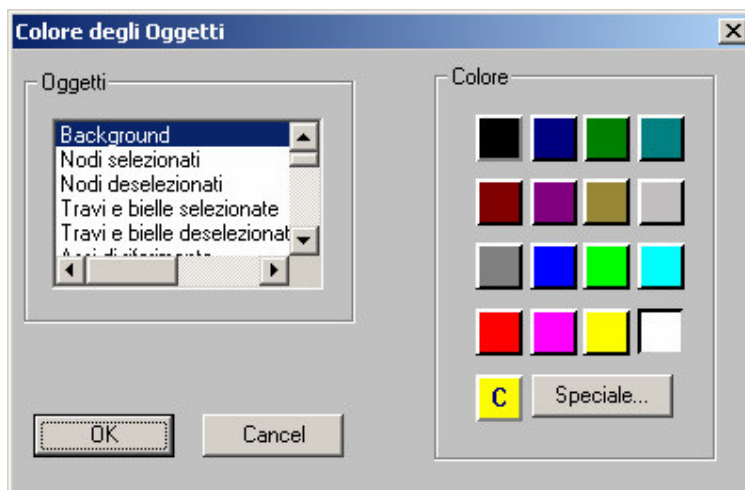 Colore degli Oggetti
Oggetti
Background
Nodi selezionati
Nodi deselezionati
Travi e bielle selezionate
Travi e bielle deselezionat
Colore
C
Speciale...
OK
Cancel